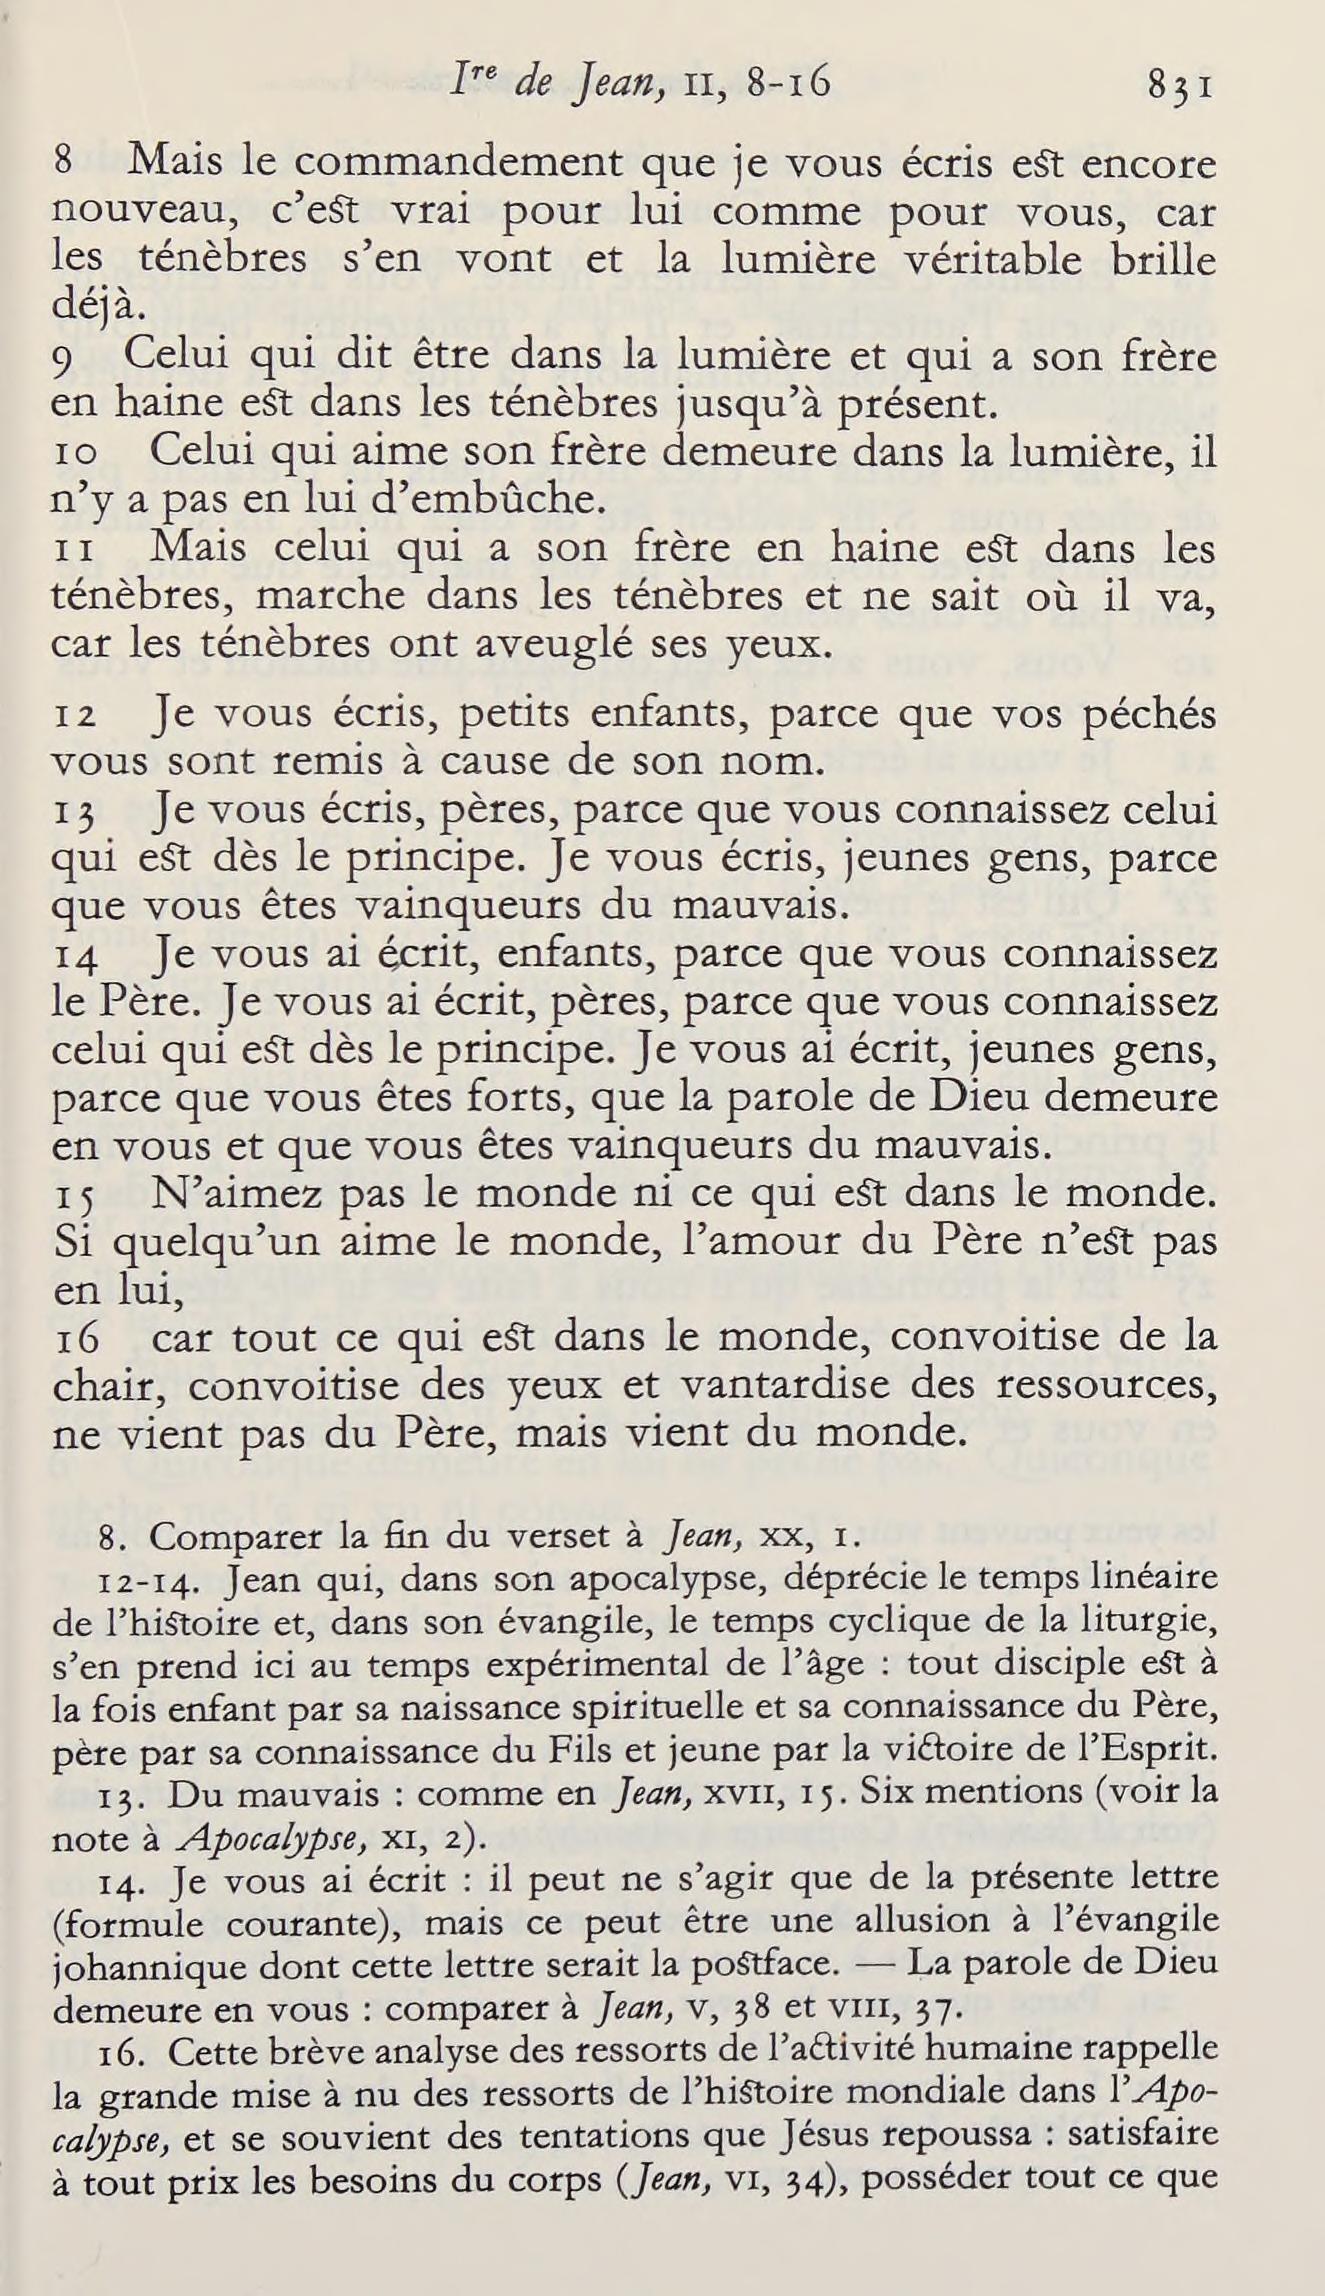 Iʳᵉ de Jean, II, 8-16 831
8 Mais le commandement que je vous écris est encore
nouveau, c’est vrai pour lui comme pour vous, car
les ténèbres s’en vont et la lumière véritable brille
déjà.
9 Celui qui dit être dans la lumière et qui a son frère
en haine est dans les ténèbres jusqu’à présent.
10 Celui qui aime son frère demeure dans la lumière, il
n’y a pas en lui d’embûche.
11 Mais celui qui a son frère en haine est dans les
ténèbres, marche dans les ténèbres et ne sait où il va,
car les ténèbres ont aveuglé ses yeux.
12 Je vous écris, petits enfants, parce que vos péchés
vous sont remis à cause de son nom.
13 Je vous écris, pères, parce que vous connaissez celui
qui est dès le principe. Je vous écris, jeunes gens, parce
que vous êtes vainqueurs du mauvais.
14 Je vous ai écrit, enfants, parce que vous connaissez
le Père. Je vous ai écrit, pères, parce que vous connaissez
celui qui est dès le principe. Je vous ai écrit, jeunes gens,
parce que vous êtes forts, que la parole de Dieu demeure
en vous et que vous êtes vainqueurs du mauvais.
15 N’aimez pas le monde ni ce qui est dans le monde.
Si quelqu’un aime le monde, l’amour du Père n’est pas
en lui,
16 car tout ce qui est dans le monde, convoitise de la
chair, convoitise des yeux et vantardise des ressources,
ne vient pas du Père, mais vient du monde.
8. Comparer la fin du verset à Jean, XX, 1.
12-14. Jean qui, dans son apocalypse, déprécie le temps linéaire
de l’histoire et, dans son évangile, le temps cyclique de la liturgie,
s’en prend ici au temps expérimental de l’âge : tout disciple est à
la fois enfant par sa naissance spirituelle et sa connaissance du Père,
père par sa connaissance du Fils et jeune par la victoire de l’Esprit.
13. Du mauvais : comme en Jean, XVII, 15. Six mentions (voir la
note à Apocalypse, XI, 2).
14. Je vous ai écrit : il peut ne s’agir que de la présente lettre
(formule courante), mais ce peut être une allusion à l’évangile
johannique dont cette lettre serait la postface. — La parole de Dieu
demeure en vous : comparer à Jean, V, 38 et VIII, 37.
16. Cette brève analyse des ressorts de l’activité humaine rappelle
la grande mise à nu des ressorts de l’histoire mondiale dans l’Apo-
calypse, et se souvient des tentations que Jésus repoussa : satisfaire
à tout prix les besoins du corps (Jean, VI, 34), posséder tout ce que